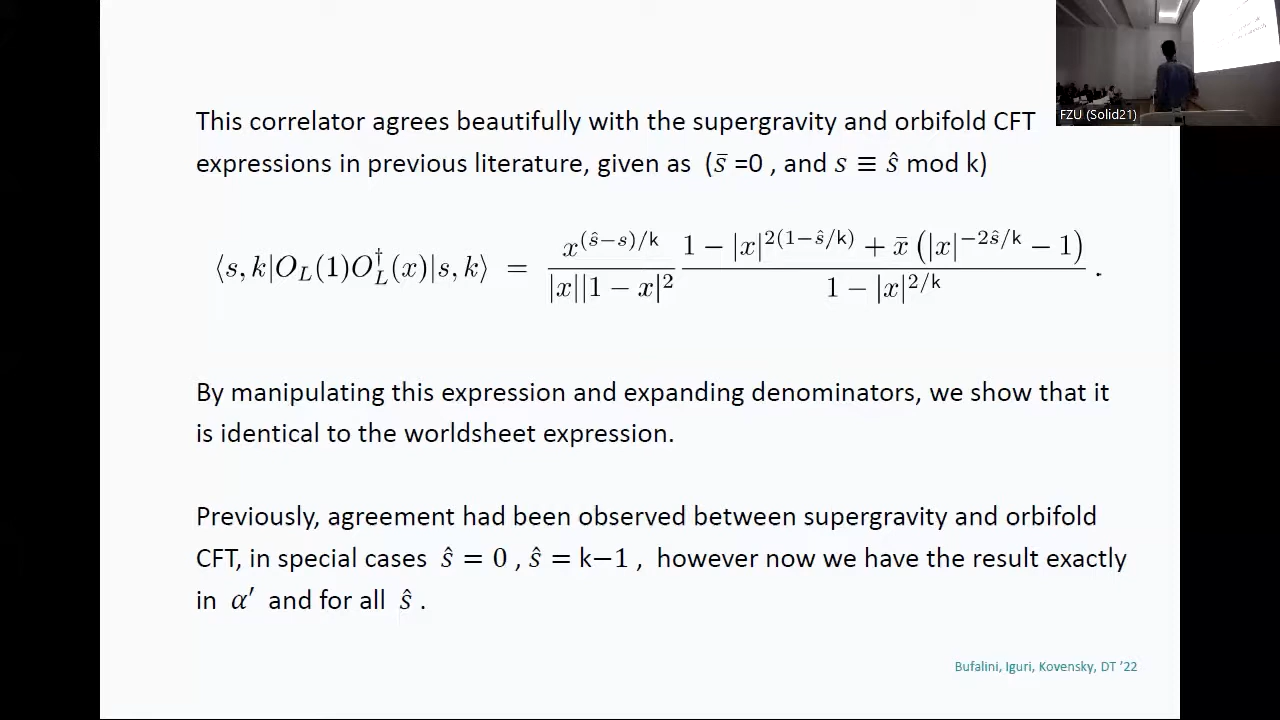 FZU (Solid21)
This correlator agrees beautifully with the supergravity and orbifold CFT
expressions in previous literature, given as (s̄ =0 , and s ≡ ŝ mod k)
⟨s, k|O_L(1)O_L^†(x)|s, k⟩ = \frac{x^{(ŝ−s)/k}}{|x||1 − x|^2} \frac{1 − |x|^{2(1−ŝ/k)} + x̄ (|x|^{−2ŝ/k} − 1)}{1 − |x|^{2/k}} .
By manipulating this expression and expanding denominators, we show that it
is identical to the worldsheet expression.
Previously, agreement had been observed between supergravity and orbifold
CFT, in special cases ŝ = 0 , ŝ = k−1 , however now we have the result exactly
in α′ and for all ŝ .
Bufalini, Iguri, Kovensky, DT ’22